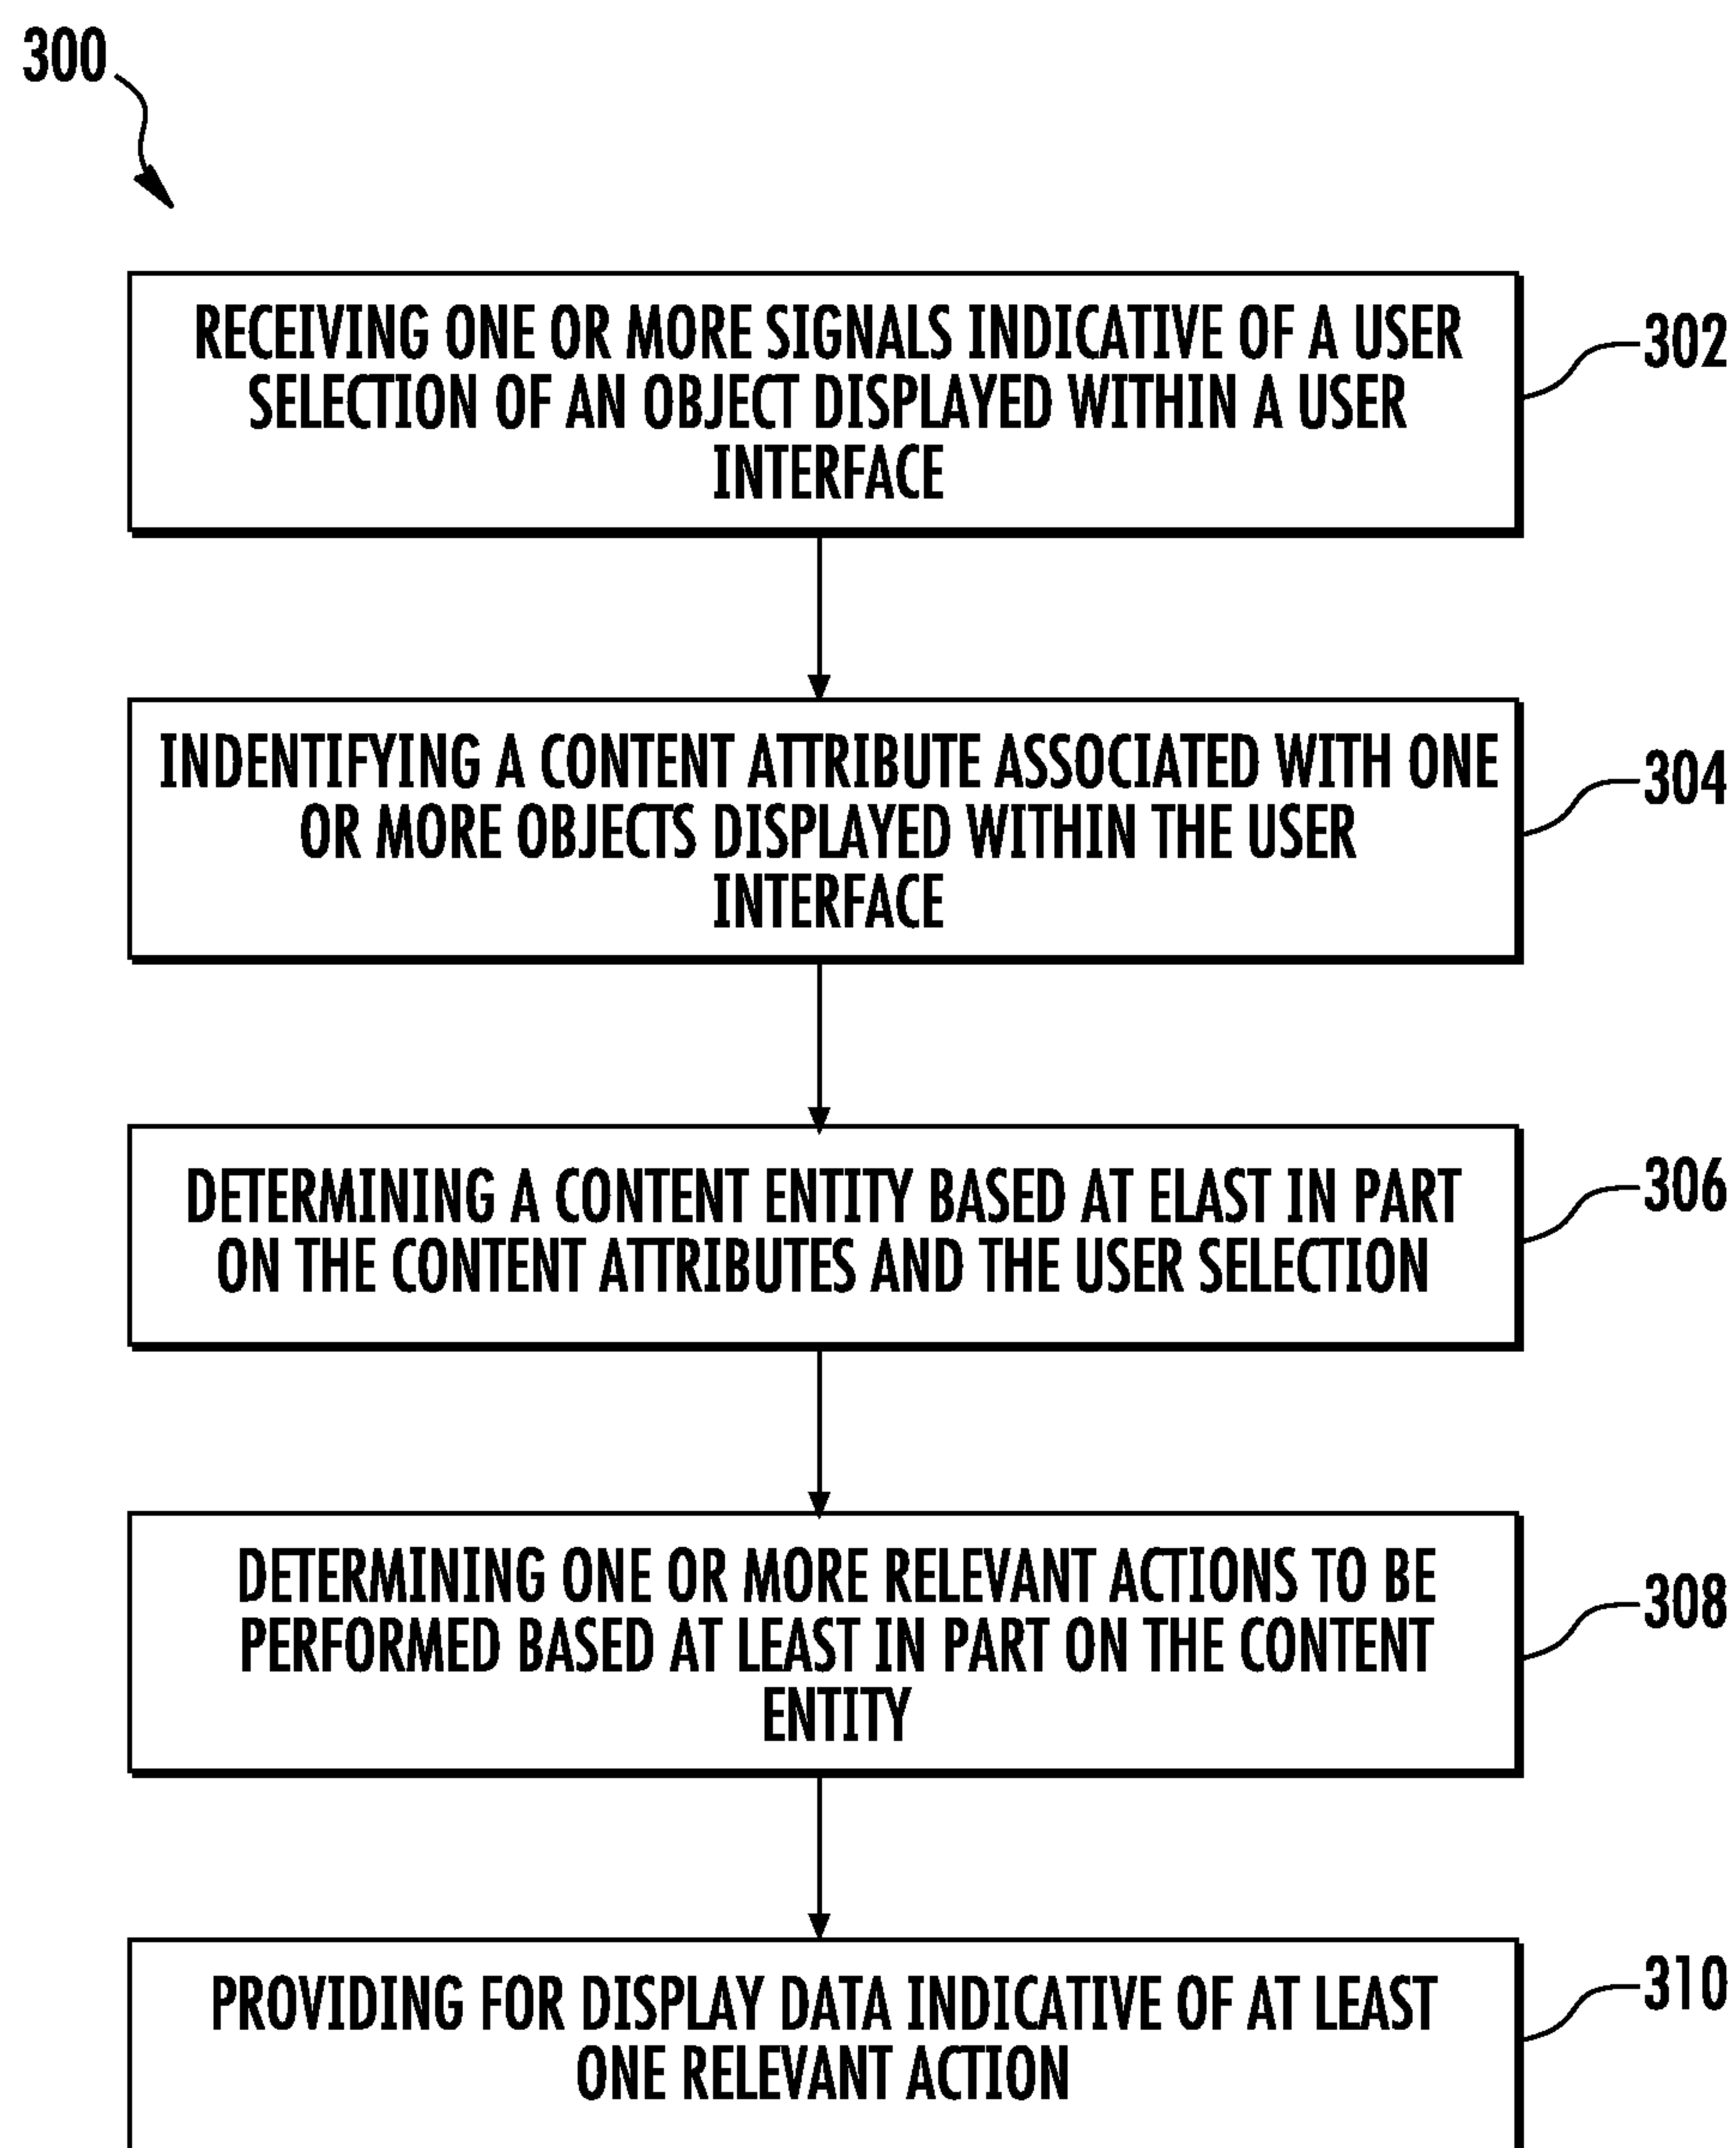 300
RECEIVING ONE OR MORE SIGNALS INDICATIVE OF A USER
SELECTION OF AN OBJECT DISPLAYED WITHIN A USER
INTERFACE
302
INDENTIFYING A CONTENT ATTRIBUTE ASSOCIATED WITH ONE
OR MORE OBJECTS DISPLAYED WITHIN THE USER
INTERFACE
304
DETERMINING A CONTENT ENTITY BASED AT ELAST IN PART
ON THE CONTENT ATTRIBUTES AND THE USER SELECTION
306
DETERMINING ONE OR MORE RELEVANT ACTIONS TO BE
PERFORMED BASED AT LEAST IN PART ON THE CONTENT
ENTITY
308
PROVIDING FOR DISPLAY DATA INDICATIVE OF AT LEAST
ONE RELEVANT ACTION
310